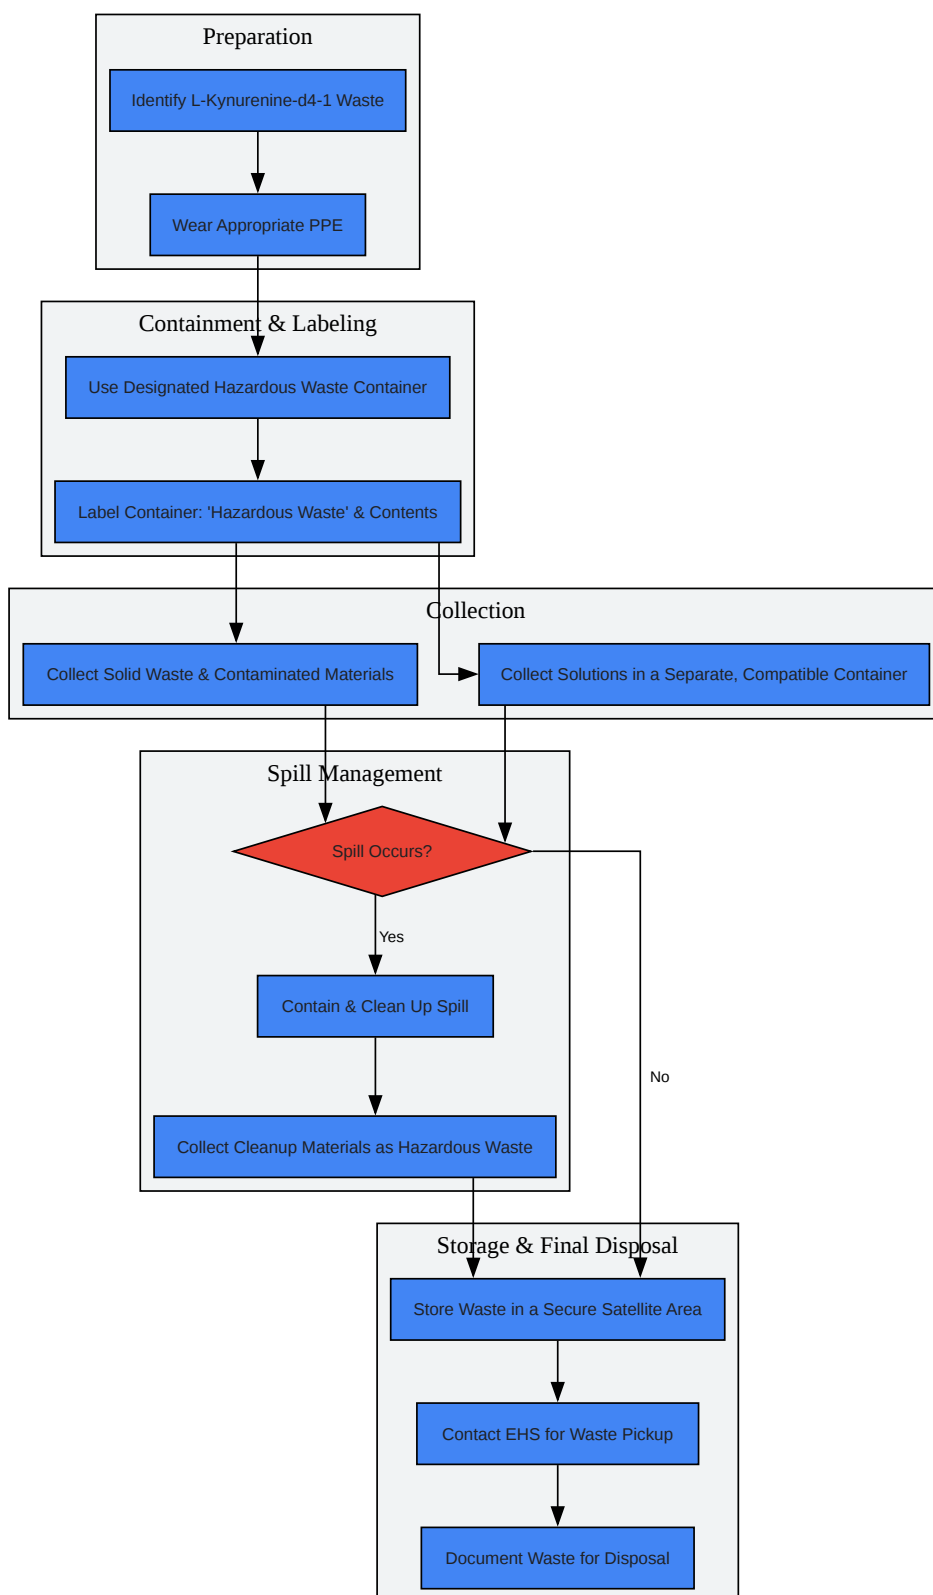 Preparation
Identify L-Kynurenine-d4-1 Waste
Wear Appropriate PPE
Containment & Labeling
Use Designated Hazardous Waste Container
Label Container: 'Hazardous Waste' & Contents
Collection
Collect Solid Waste & Contaminated Materials
Collect Solutions in a Separate, Compatible Container
Spill Management
Spill Occurs?
Yes
Contain & Clean Up Spill
No
Collect Cleanup Materials as Hazardous Waste
Storage & Final Disposal
Store Waste in a Secure Satellite Area
Contact EHS for Waste Pickup
Document Waste for Disposal